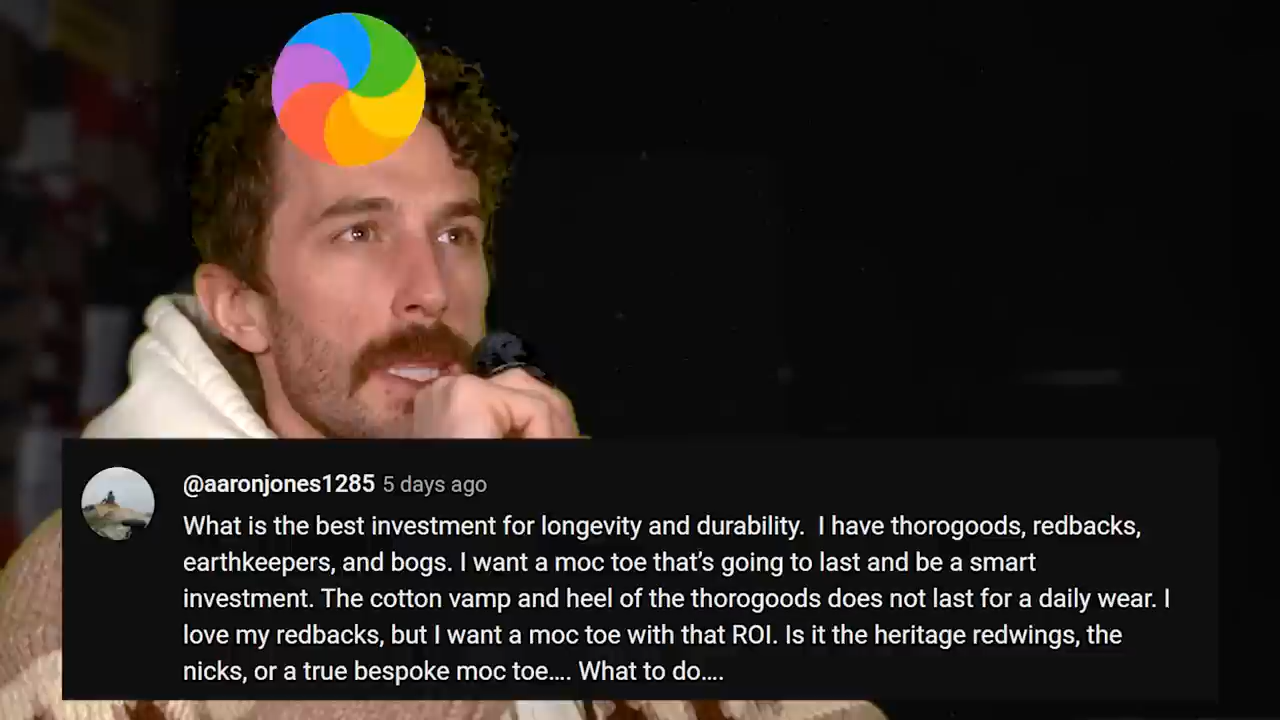 @aaronjones1285 5 days ago
What is the best investment for longevity and durability.  I have thorogoods, redbacks,
earthkeepers, and bogs. I want a moc toe that's going to last and be a smart
investment. The cotton vamp and heel of the thorogoods does not last for a daily wear. I
love my redbacks, but I want a moc toe with that ROI. Is it the heritage redwings, the
nicks, or a true bespoke moc toe.... What to do....